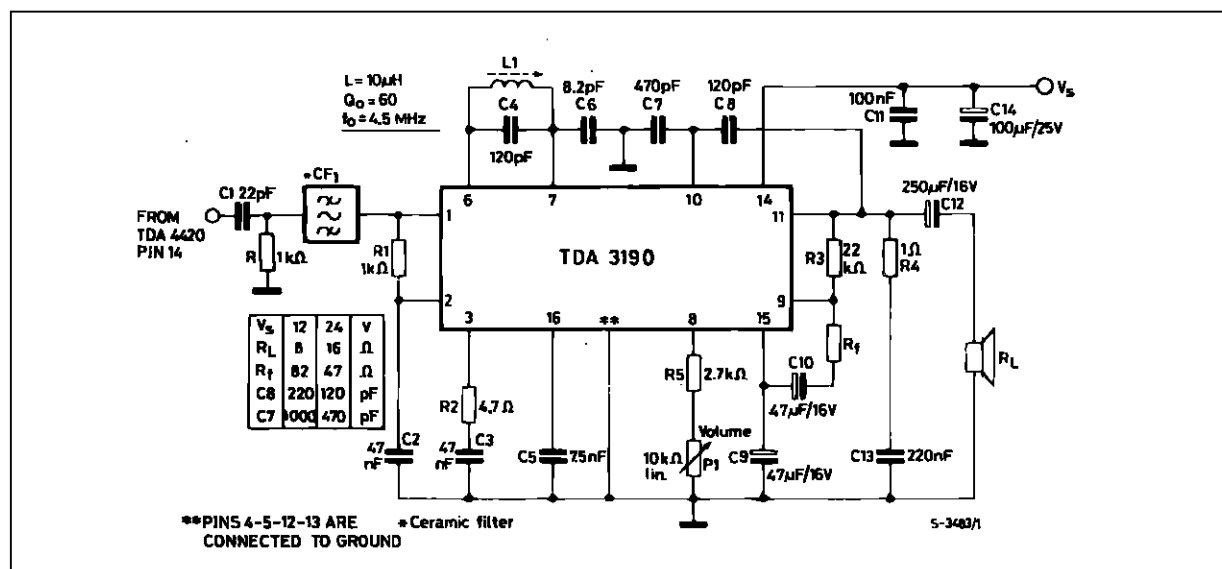 L = 10µH
Q₀ = 60
f₀ = 4.5 MHz
L1
C4
120pF
8.2pF
C6
470pF
C7
120pF
C8
100nF
C11
C14
100µF/25V
Vs
*CF1
C1 22pF
FROM
TDA 4420
PIN 14
R 1kΩ
6
7
10
14
1
R1
1kΩ
2
TDA 3190
11
9
3
16
**
8
15
R3
22
kΩ
1Ω
R4
250µF/16V
C12
Rf
RL
Vs 12 24 V
RL 8 16 Ω
Rf 82 47 Ω
C8 220 120 pF
C7 1000 470 pF
R2
4.7Ω
R5
2.7kΩ
C10
47µF/16V
47
nF
C2
47
nF
C3
C5
75nF
Volume
10kΩ
lin.
P1
C9
47µF/16V
C13
220nF
**PINS 4-5-12-13 ARE
CONNECTED TO GROUND
*Ceramic filter
S-3483/1